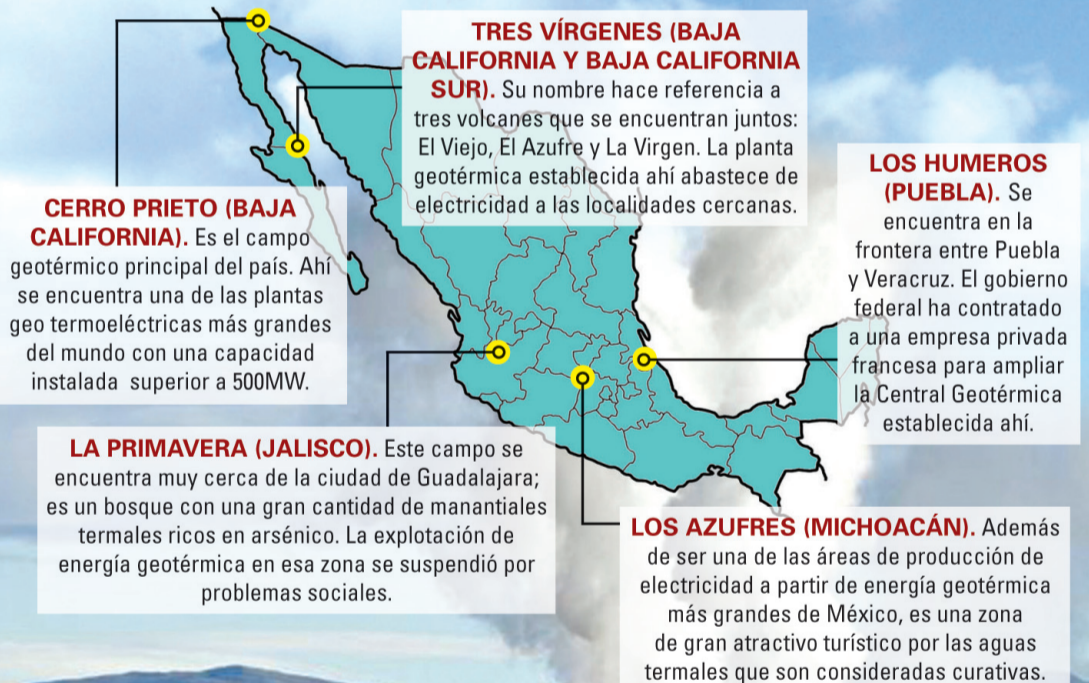 TRES VÍRGENES (BAJA
CALIFORNIA Y BAJA CALIFORNIA
SUR). Su nombre hace referencia a
tres volcanes que se encuentran juntos:
El Viejo, El Azufre y La Virgen. La planta
geotérmica establecida ahí abastece de
electricidad a las localidades cercanas.
LOS HUMEROS
(PUEBLA). Se
encuentra en la
frontera entre Puebla
y Veracruz. El gobierno
federal ha contratado
a una empresa privada
francesa para ampliar
la Central Geotérmica
establecida ahí.
CERRO PRIETO (BAJA
CALIFORNIA). Es el campo
geotérmico principal del país. Ahí
se encuentra una de las plantas
geo termoeléctricas más grandes
del mundo con una capacidad
instalada superior a 500MW.
LA PRIMAVERA (JALISCO). Este campo se
encuentra muy cerca de la ciudad de Guadalajara;
es un bosque con una gran cantidad de manantiales
termales ricos en arsénico. La explotación de
energía geotérmica en esa zona se suspendió por
problemas sociales.
LOS AZUFRES (MICHOACÁN). Además
de ser una de las áreas de producción de
electricidad a partir de energía geotérmica
más grandes de México, es una zona
de gran atractivo turístico por las aguas
termales que son consideradas curativas.